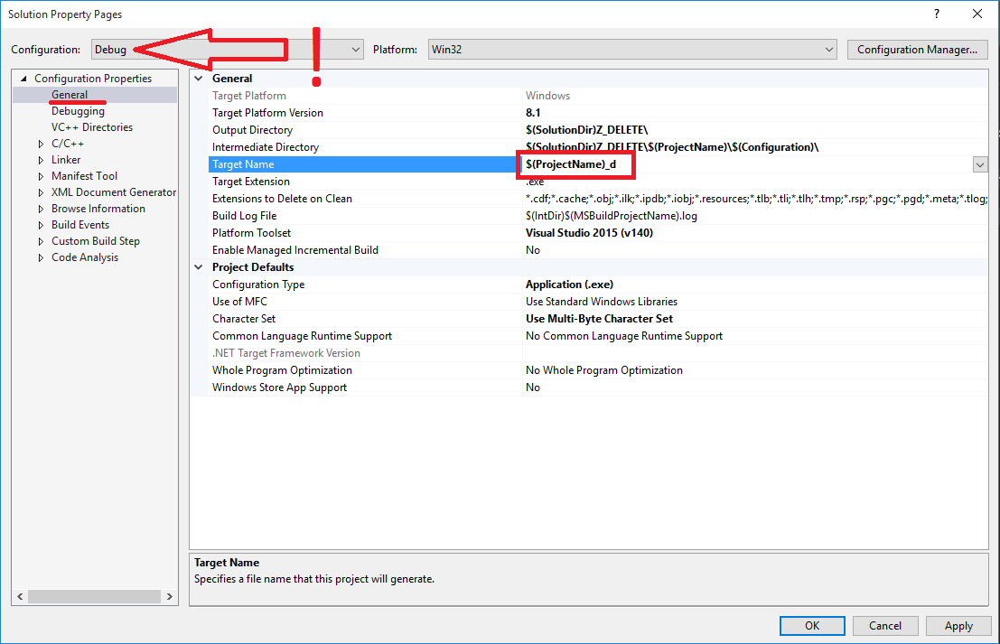 Solution Property Pages
?
Configuration: Debug Platform: Win32 Configuration Manager...
Configuration Properties
General
Debugging
VC++ Directories
C/C++
Linker
Manifest Tool
XML Document Generator
Browse Information
Build Events
Custom Build Step
Code Analysis
!
General
Target Platform Windows
Target Platform Version 8.1
Output Directory $(SolutionDir)Z_DELETE\
Intermediate Directory $(SolutionDir)Z_DELETE\$(ProjectName)\$(Configuration)\
Target Name $(ProjectName)_d
Target Extension .exe
Extensions to Delete on Clean *.cdf;*.cache;*.obj;*.ilk;*.ipdb;*.iobj;*.resources;*.tlb;*.tli;*.tlh;*.tmp;*.rsp;*.pgc;*.pgd;*.meta;*.tlog;
Build Log File $(IntDir)$(MSBuildProjectName).log
Platform Toolset Visual Studio 2015 (v140)
Enable Managed Incremental Build No
Project Defaults
Configuration Type Application (.exe)
Use of MFC Use Standard Windows Libraries
Character Set Use Multi-Byte Character Set
Common Language Runtime Support No Common Language Runtime Support
.NET Target Framework Version
Whole Program Optimization No Whole Program Optimization
Windows Store App Support No
Target Name
Specifies a file name that this project will generate.
OK Cancel Apply